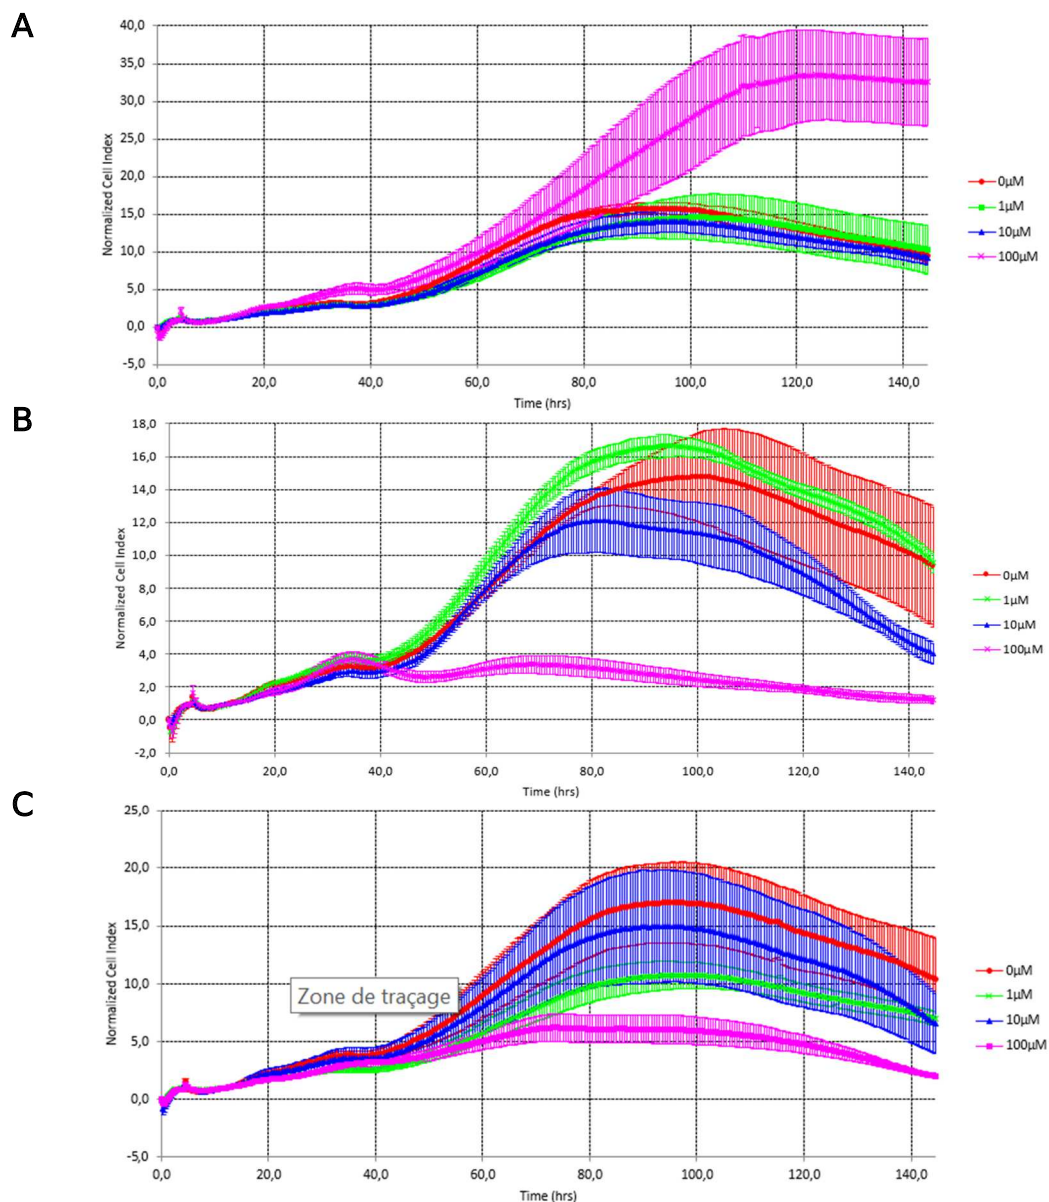 A
40,0
35,0
30,0
25,0
20,0
15,0
10,0
5,0
0,0
-5,0
Normalized Cell Index
0,0 20,0 40,0 60,0 80,0 100,0 120,0 140,0
Time (hrs)
0µM
1µM
10µM
100µM
B
18,0
16,0
14,0
12,0
10,0
8,0
6,0
4,0
2,0
0,0
-2,0
Normalized Cell Index
0,0 20,0 40,0 60,0 80,0 100,0 120,0 140,0
Time (hrs)
0µM
1µM
10µM
100µM
C
25,0
20,0
15,0
10,0
5,0
0,0
-5,0
Normalized Cell Index
Zone de traçage
0,0 20,0 40,0 60,0 80,0 100,0 120,0 140,0
Time (hrs)
0µM
1µM
10µM
100µM